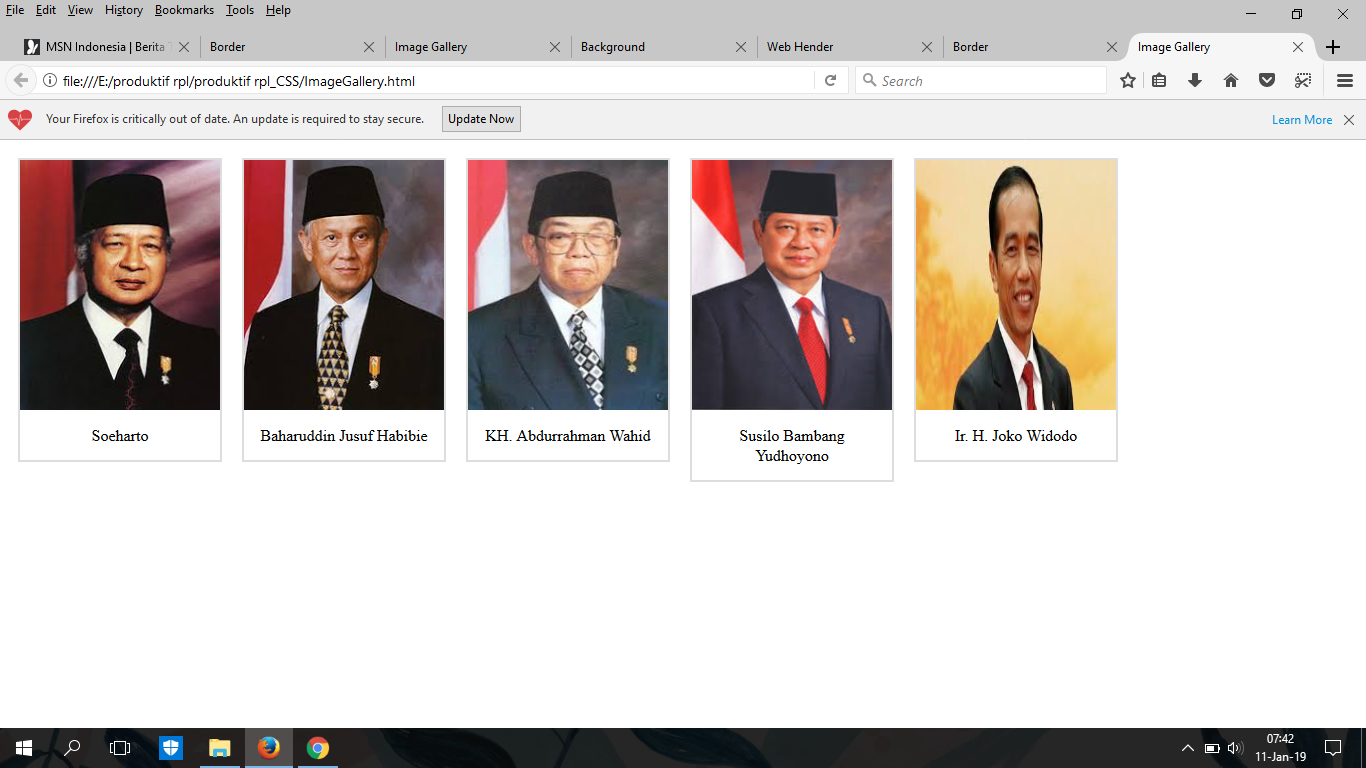 File Edit View History Bookmarks Tools Help
MSN Indonesia | Berita Border Image Gallery Background Web Hender Border Image Gallery
file:///E:/produktif rpl/produktif rpl_CSS/ImageGallery.html Search
Your Firefox is critically out of date. An update is required to stay secure. Update Now Learn More
Soeharto
Baharuddin Jusuf Habibie
KH. Abdurrahman Wahid
Susilo Bambang
Yudhoyono
Ir. H. Joko Widodo
07:42
11-Jan-19